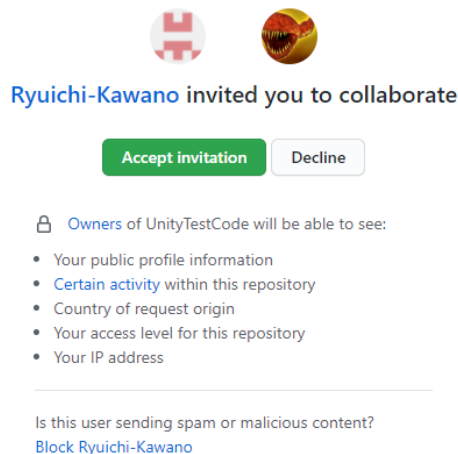 Ryuichi-Kawano invited you to collaborate
Accept invitation
Decline
Owners of UnityTestCode will be able to see:
• Your public profile information
• Certain activity within this repository
• Country of request origin
• Your access level for this repository
• Your IP address
Is this user sending spam or malicious content?
Block Ryuichi-Kawano